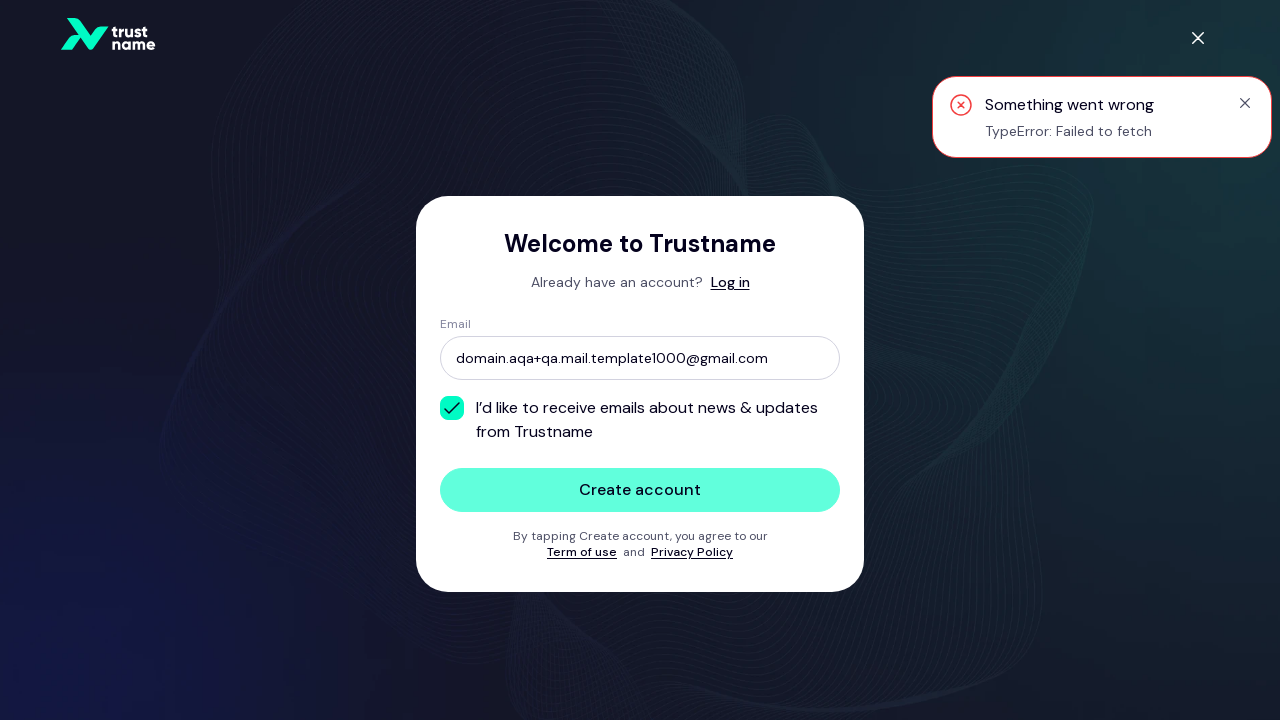 trust
name
Something went wrong
TypeError: Failed to fetch
Welcome to Trustname
Already have an account? Log in
Email
domain.aqa+qa.mail.template1000@gmail.com
I’d like to receive emails about news & updates
from Trustname
Create account
By tapping Create account, you agree to our
Term of use and Privacy Policy